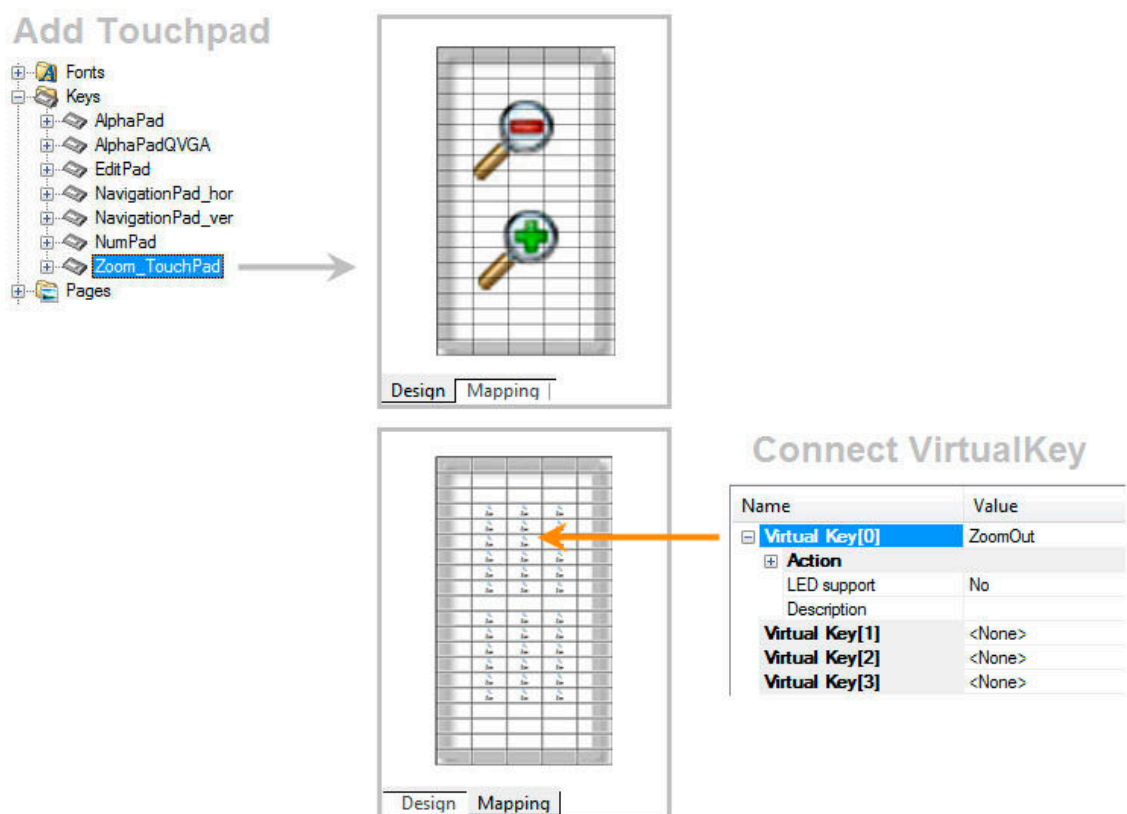 Add Touchpad
Fonts
Keys
AlphaPad
AlphaPadQVGA
EditPad
NavigationPad_hor
NavigationPad_ver
NumPad
Zoom_TouchPad
Pages
Design Mapping
Connect VirtualKey
Name Value
Virtual Key[0] ZoomOut
Action
LED support No
Description
Virtual Key[1] <None>
Virtual Key[2] <None>
Virtual Key[3] <None>
Design Mapping